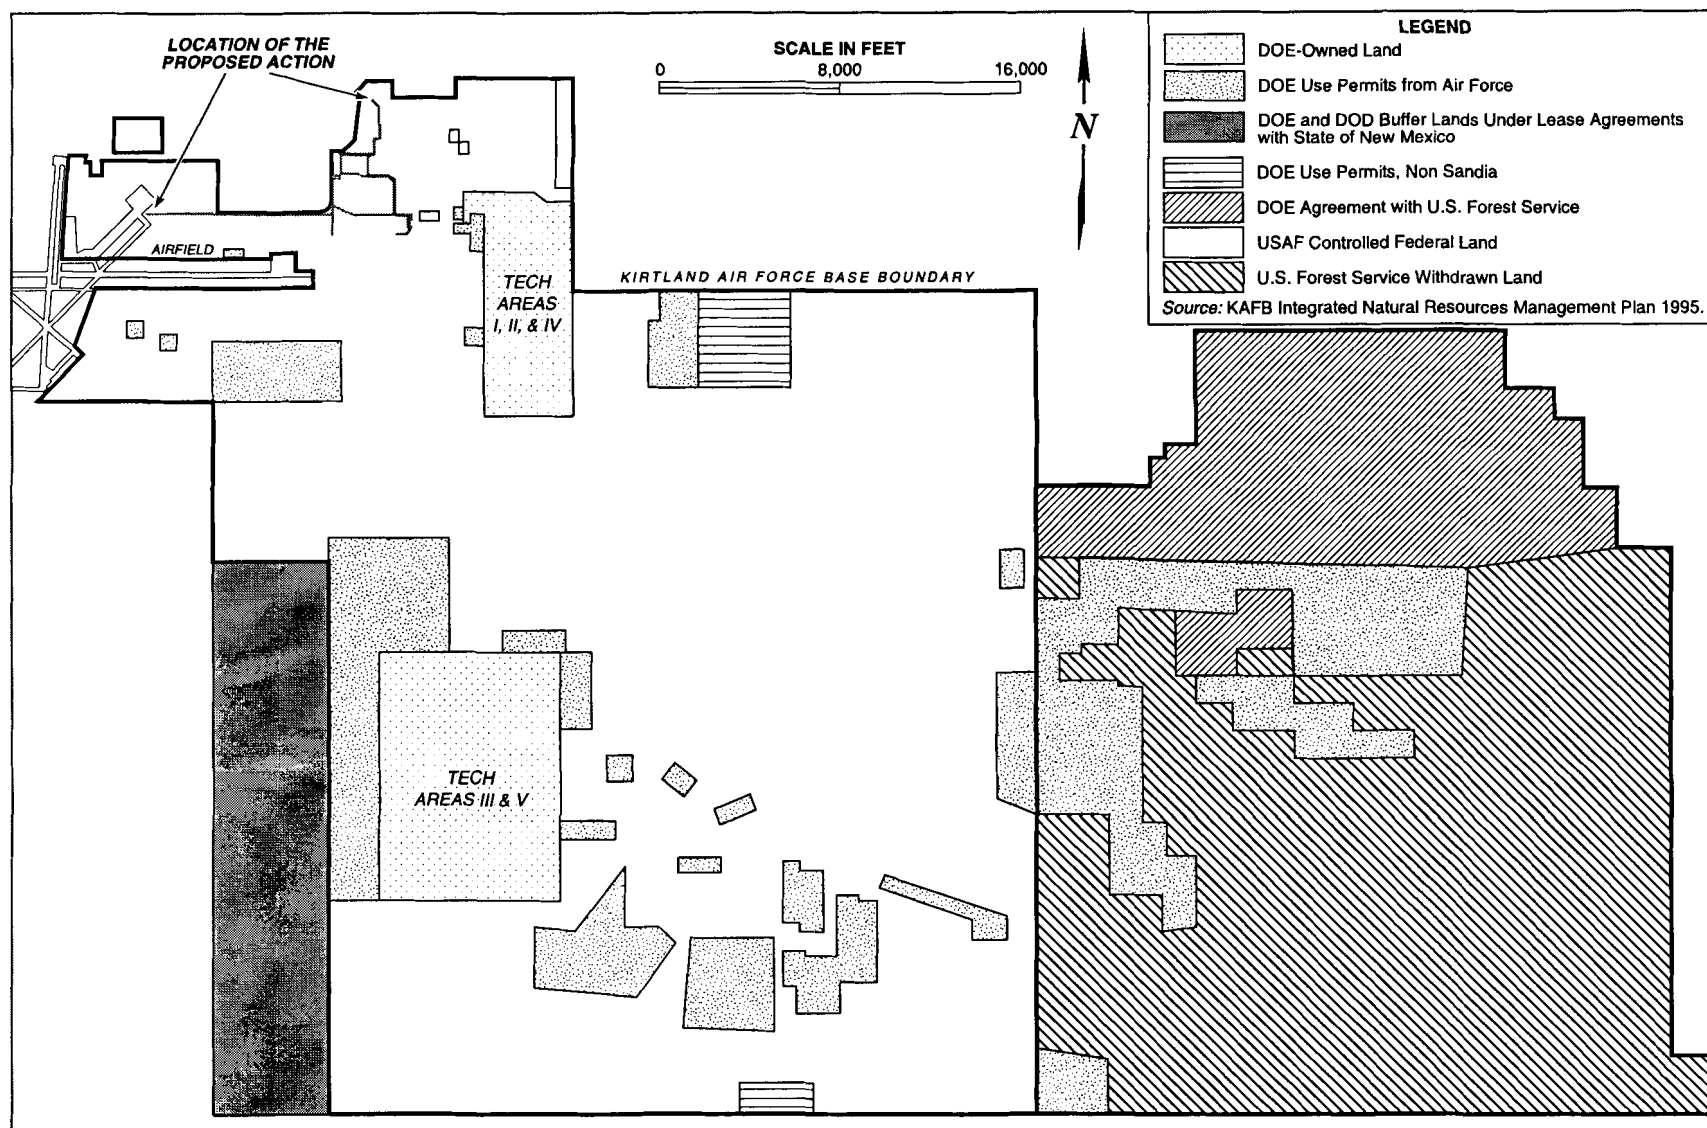 LOCATION OF THE
PROPOSED ACTION
SCALE IN FEET
0 8,000 16,000
N
LEGEND
DOE-Owned Land
DOE Use Permits from Air Force
DOE and DOD Buffer Lands Under Lease Agreements
with State of New Mexico
DOE Use Permits, Non Sandia
DOE Agreement with U.S. Forest Service
USAF Controlled Federal Land
U.S. Forest Service Withdrawn Land
Source: KAFB Integrated Natural Resources Management Plan 1995.
AIRFIELD
KIRTLAND AIR FORCE BASE BOUNDARY
TECH
AREAS
I, II, & IV
TECH
AREAS III & V